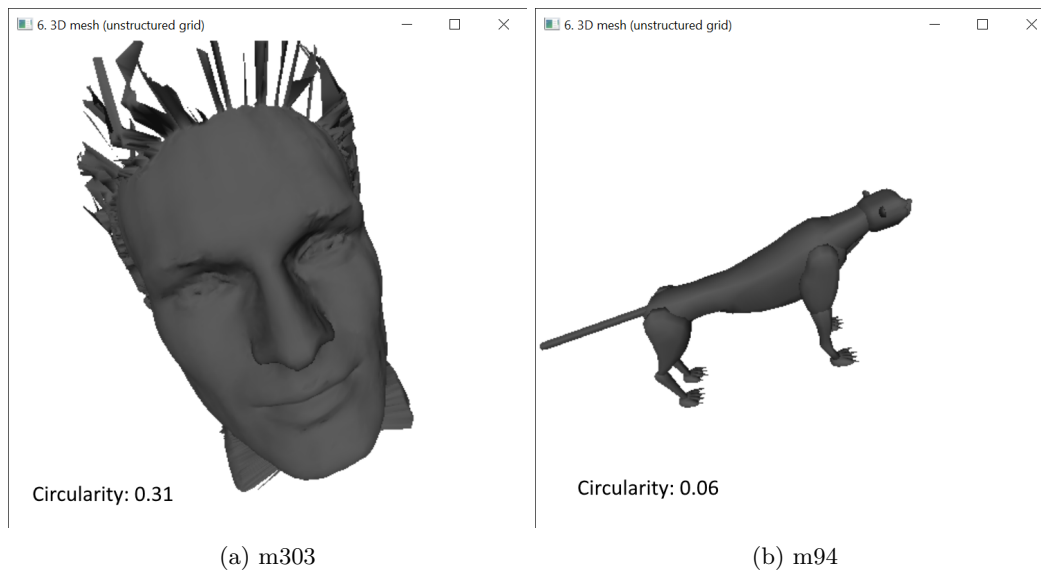 6. 3D mesh (unstructured grid)
6. 3D mesh (unstructured grid)
Circularity: 0.31
Circularity: 0.06
(a) m303
(b) m94